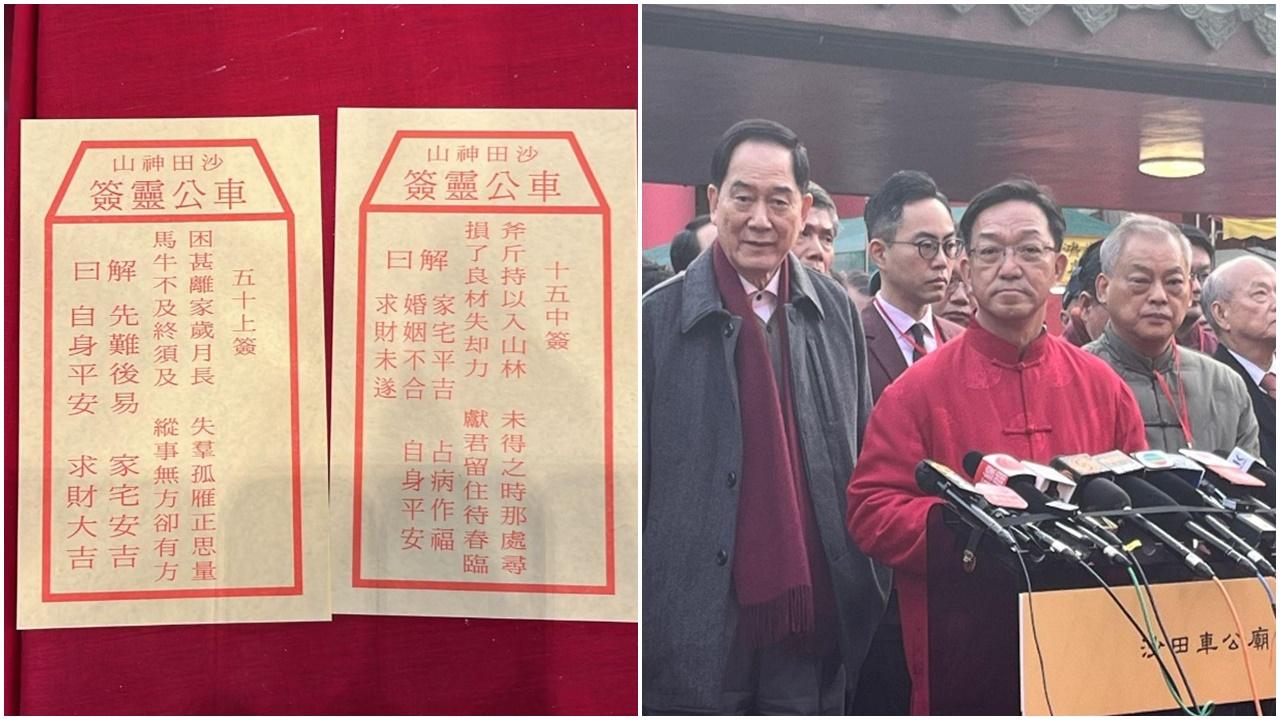 沙田神山
車公靈簽
五十上簽
困甚離家歲月長 失羣孤雁正思量
馬牛不及終須及 縱事無方卻有方
解曰
先難後易 家宅安吉
自身平安 求財大吉
沙田神山
車公靈簽
十五中簽
斧斤持以入山林 未得之時那處尋
損了良材失却力 獻君留住待春臨
解曰
家宅平吉 占病作福
婚姻不合 自身平安
求財未遂
沙田車公廟